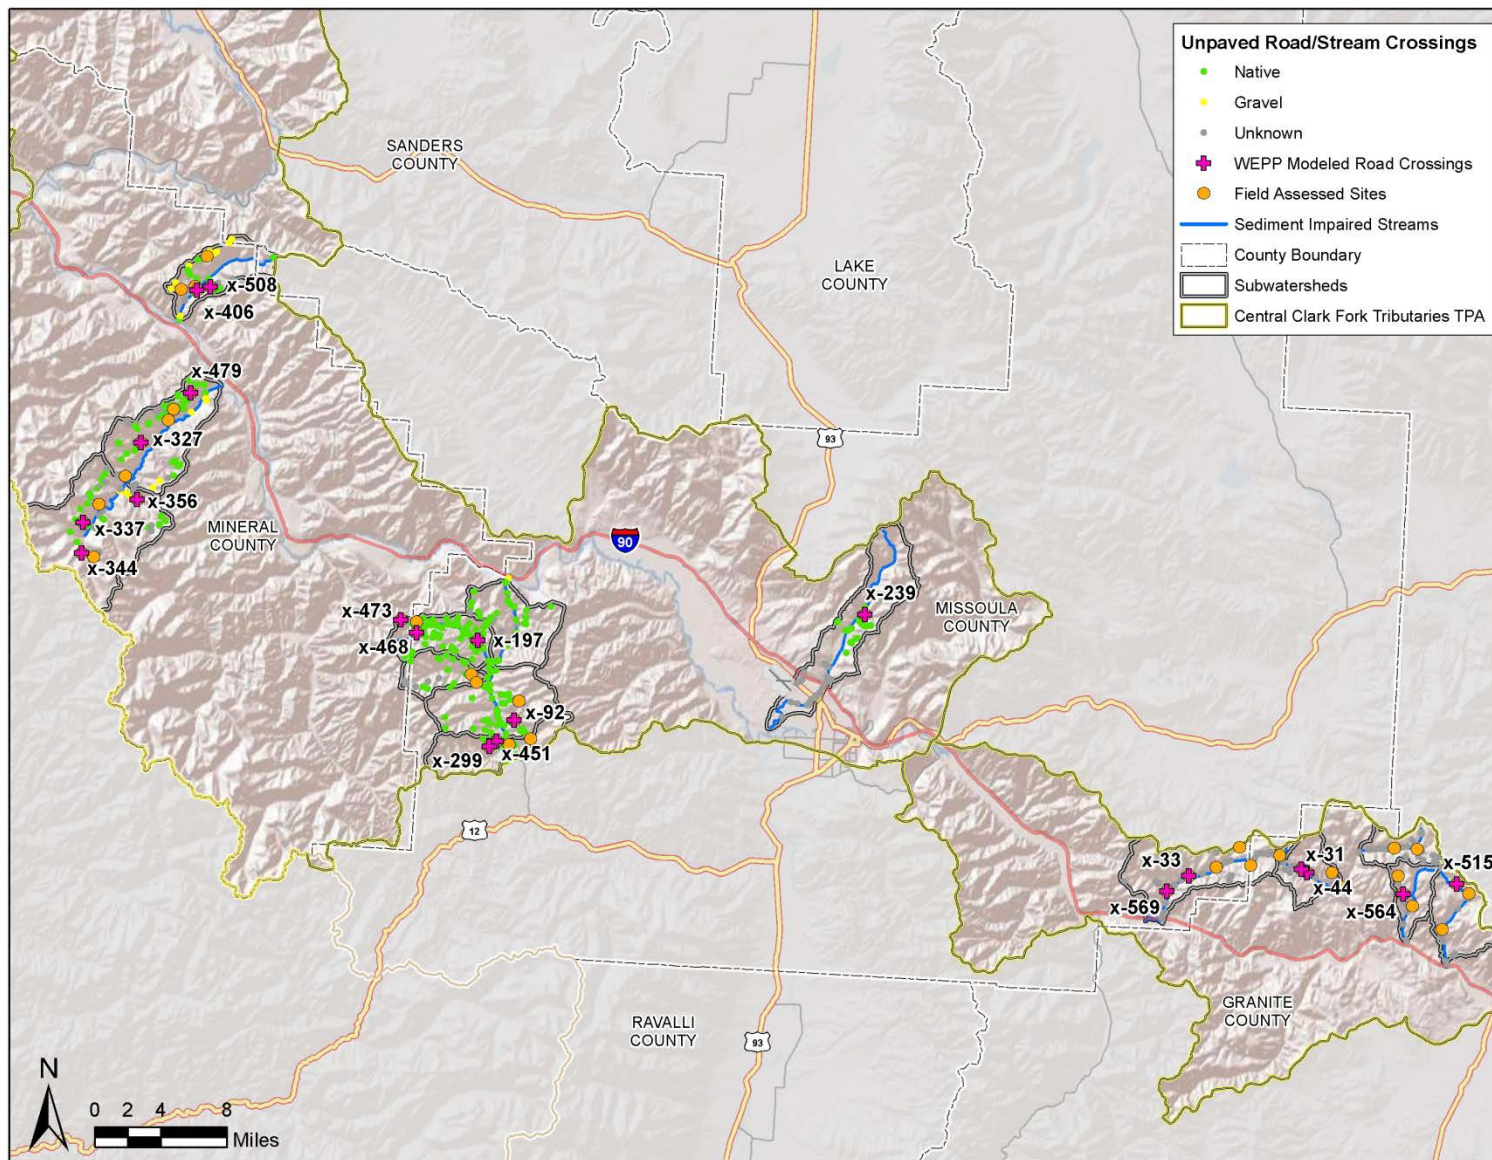 Unpaved Road/Stream Crossings
Native
Gravel
Unknown
WEPP Modeled Road Crossings
Field Assessed Sites
Sediment Impaired Streams
County Boundary
Subwatersheds
Central Clark Fork Tributaries TPA
SANDERS
COUNTY
LAKE
COUNTY
x-508
x-406
x-479
93
x-327
x-356
x-337
MINERAL
COUNTY
x-344
90
x-239
MISSOULA
COUNTY
x-473
x-468
x-197
x-92
x-299
x-451
12
x-33
x-31
x-515
x-44
x-569
x-564
GRANITE
COUNTY
RAVALLI
COUNTY
93
N
0 2 4 8
Miles